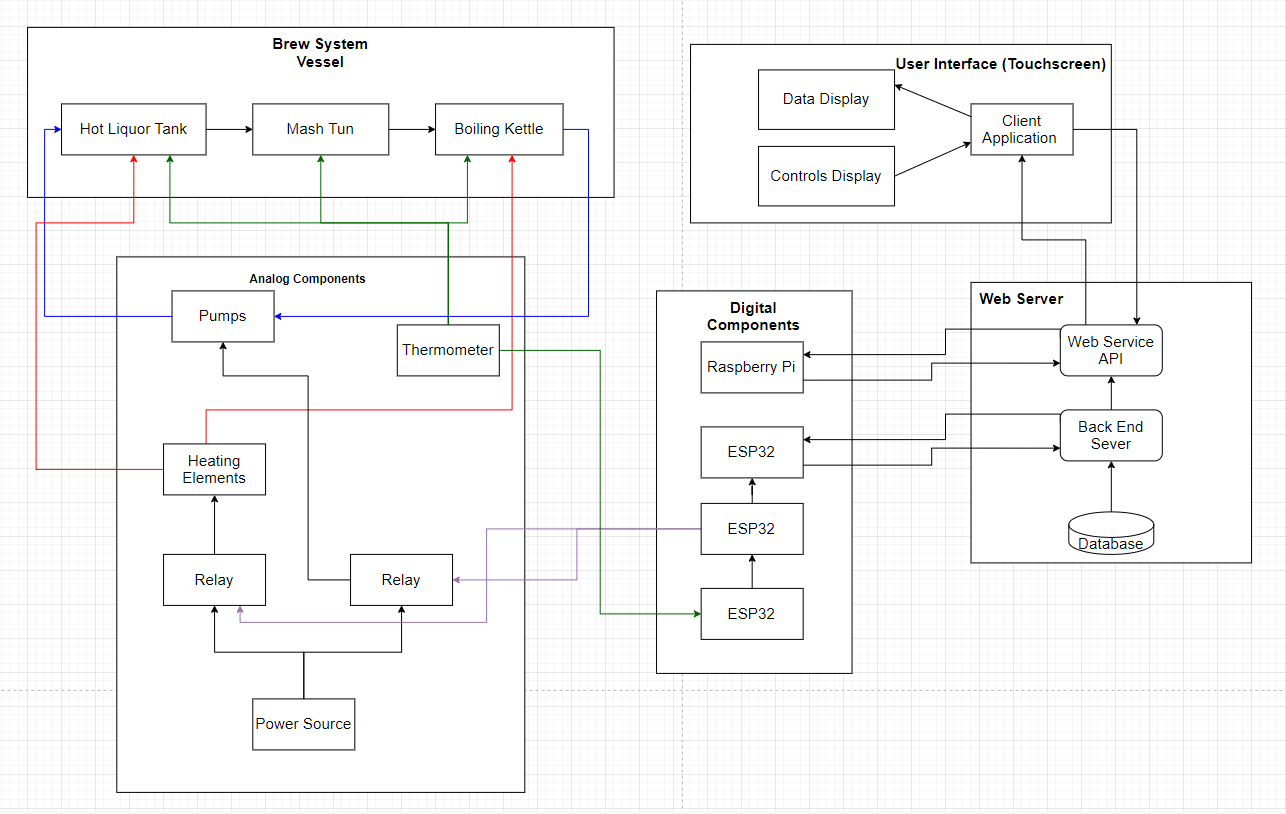 Brew System
Vessel
Hot Liquor Tank
Mash Tun
Boiling Kettle
User Interface (Touchscreen)
Data Display
Client
Application
Controls Display
Analog Components
Pumps
Thermometer
Heating
Elements
Relay
Relay
Power Source
Digital
Components
Raspberry Pi
ESP32
ESP32
ESP32
Web Server
Web Service
API
Back End
Sever
Database